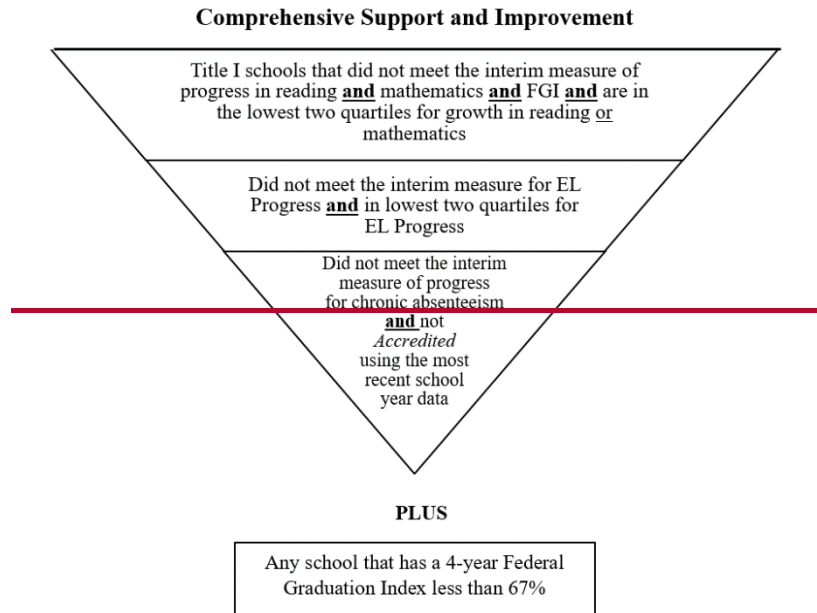 Comprehensive Support and Improvement
Title I schools that did not meet the interim measure of
progress in reading and mathematics and FGI and are in
the lowest two quartiles for growth in reading or
mathematics
Did not meet the interim measure for EL
Progress and in lowest two quartiles for
EL Progress
Did not meet the interim
measure of progress
for chronic absenteeism
and not
Accredited
using the most
recent school
year data
PLUS
Any school that has a 4-year Federal
Graduation Index less than 67%